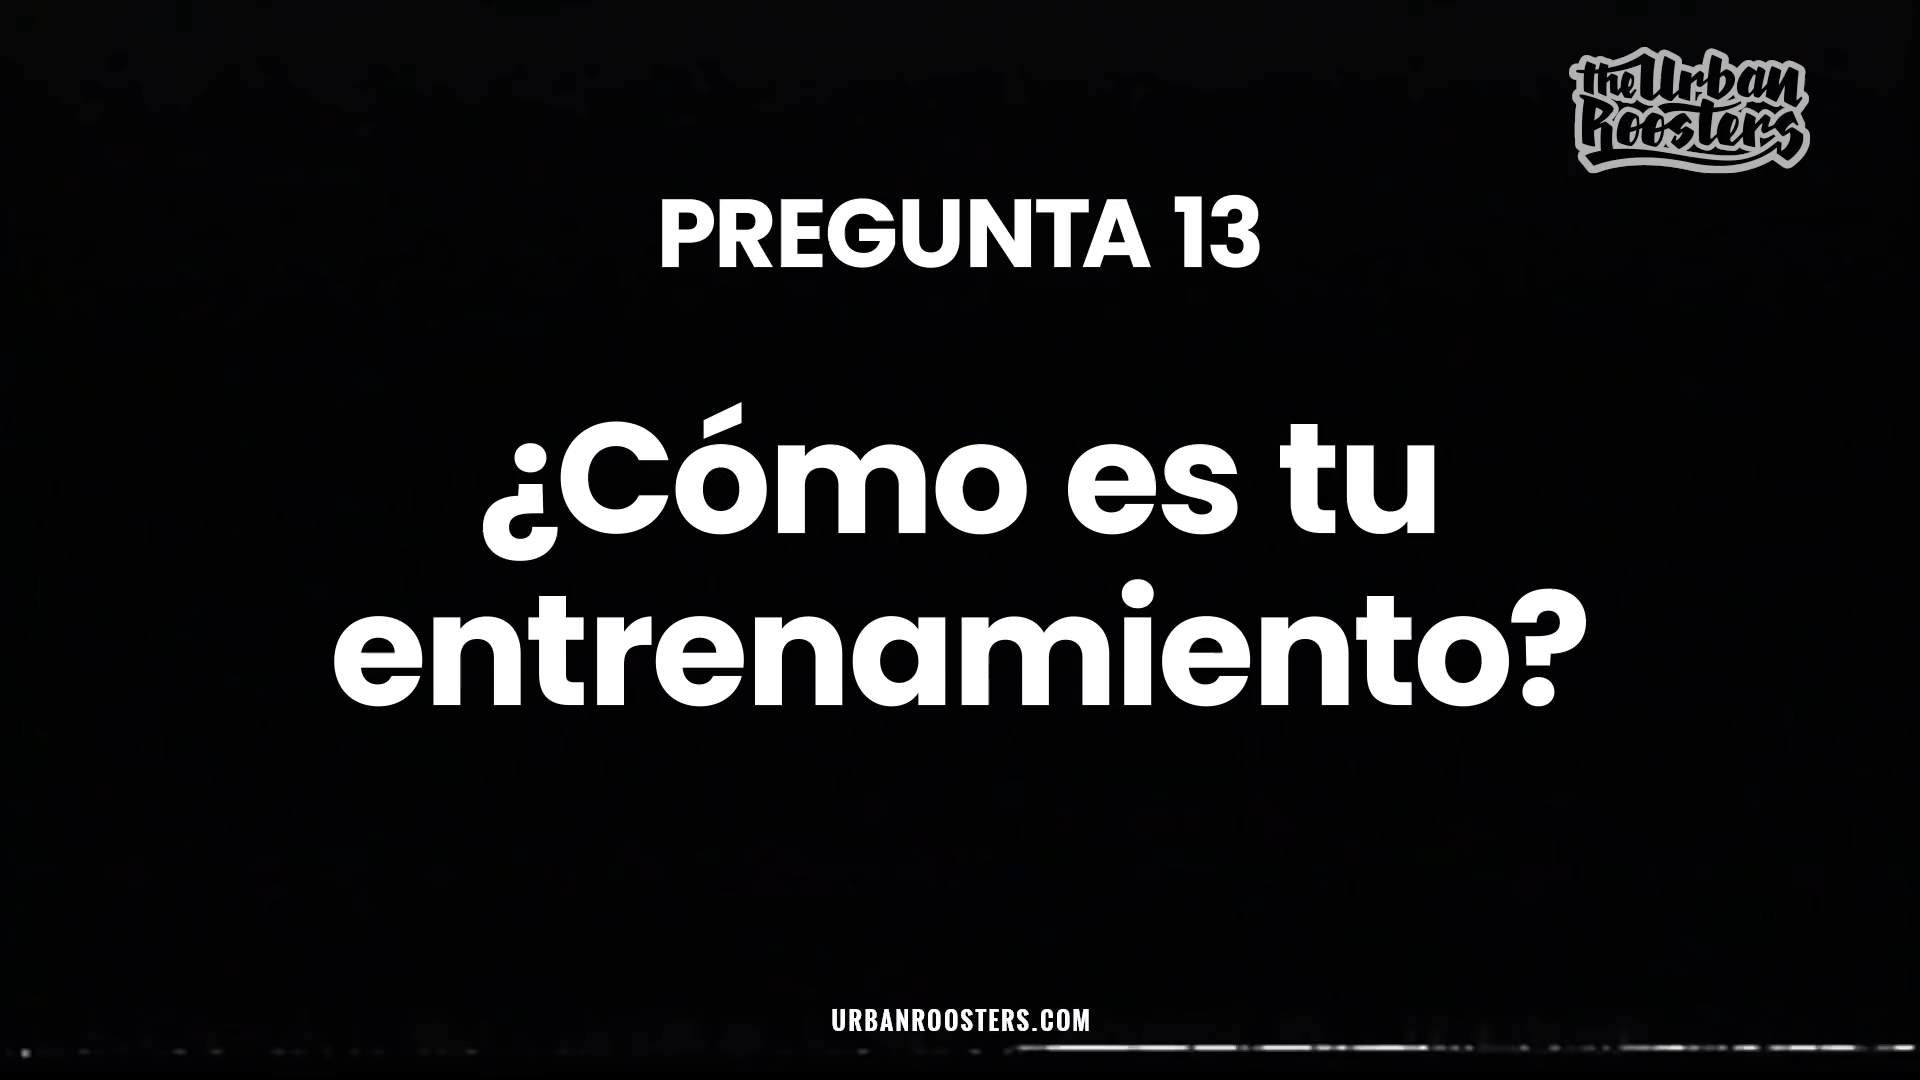 the Urban
Roosters
PREGUNTA 13
¿Cómo es tu
entrenamiento?
URBANROOSTERS.COM